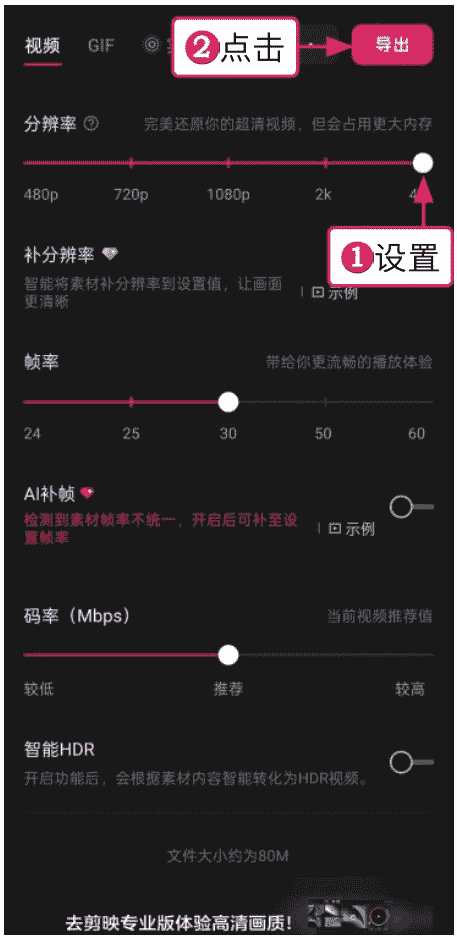 视频 GIF
❷点击
导出
分辨率 完美还原你的超清视频，但会占用更大内存
480p 720p 1080p 2k
❶设置
补分辨率
智能将素材补分辨率到设置值，让画面
更清晰
示例
帧率 带给你更流畅的播放体验
24 25 30 50 60
AI补帧
检测到素材帧率不统一，开启后可补至设
置帧率
示例
码率（Mbps） 当前视频推荐值
较低 推荐 较高
智能HDR
开启功能后，会根据素材内容智能转化为HDR视频。
文件大小约为80M
去剪映专业版体验高清画质！